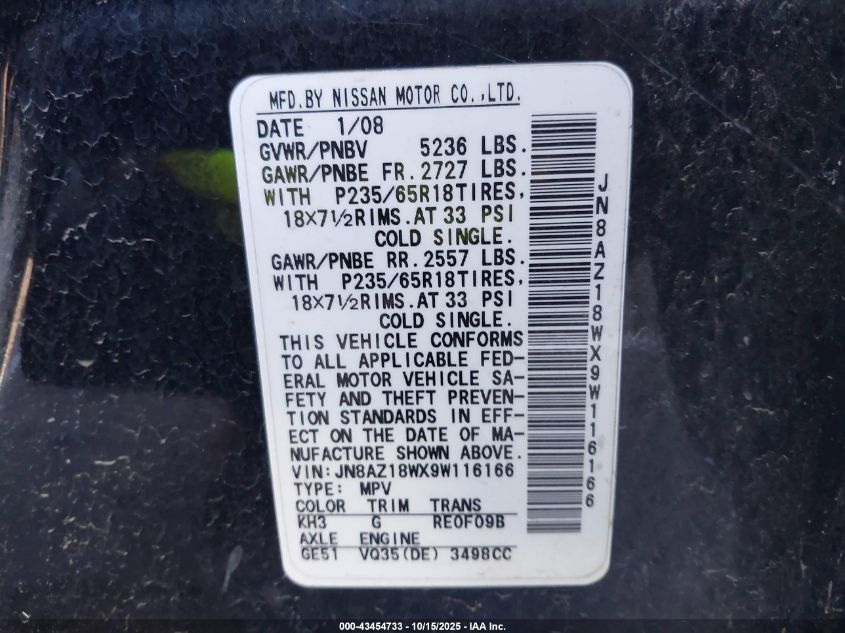 MFD.BY NISSAN MOTOR CO.,LTD.
DATE 1/08
GVWR/PNBV 5236 LBS.
GAWR/PNBE FR.2727 LBS.
WITH P235/65R18TIRES,
18X7½RIMS.AT 33 PSI
COLD SINGLE.
GAWR/PNBE RR.2557 LBS.
WITH P235/65R18TIRES,
18X7½RIMS.AT 33 PSI
COLD SINGLE.
THIS VEHICLE CONFORMS
TO ALL APPLICABLE FED-
ERAL MOTOR VEHICLE SA-
FETY AND THEFT PREVEN-
TION STANDARDS IN EFF-
ECT ON THE DATE OF MA-
NUFACTURE SHOWN ABOVE.
VIN:JN8AZ18WX9W116166
TYPE: MPV
COLOR TRIM TRANS
KH3 G RE0F09B
AXLE ENGINE
GE51 VQ35(DE) 3498CC
JN8AZ18WX9W116166
000-43454733 - 10/15/2025 - IAA Inc.